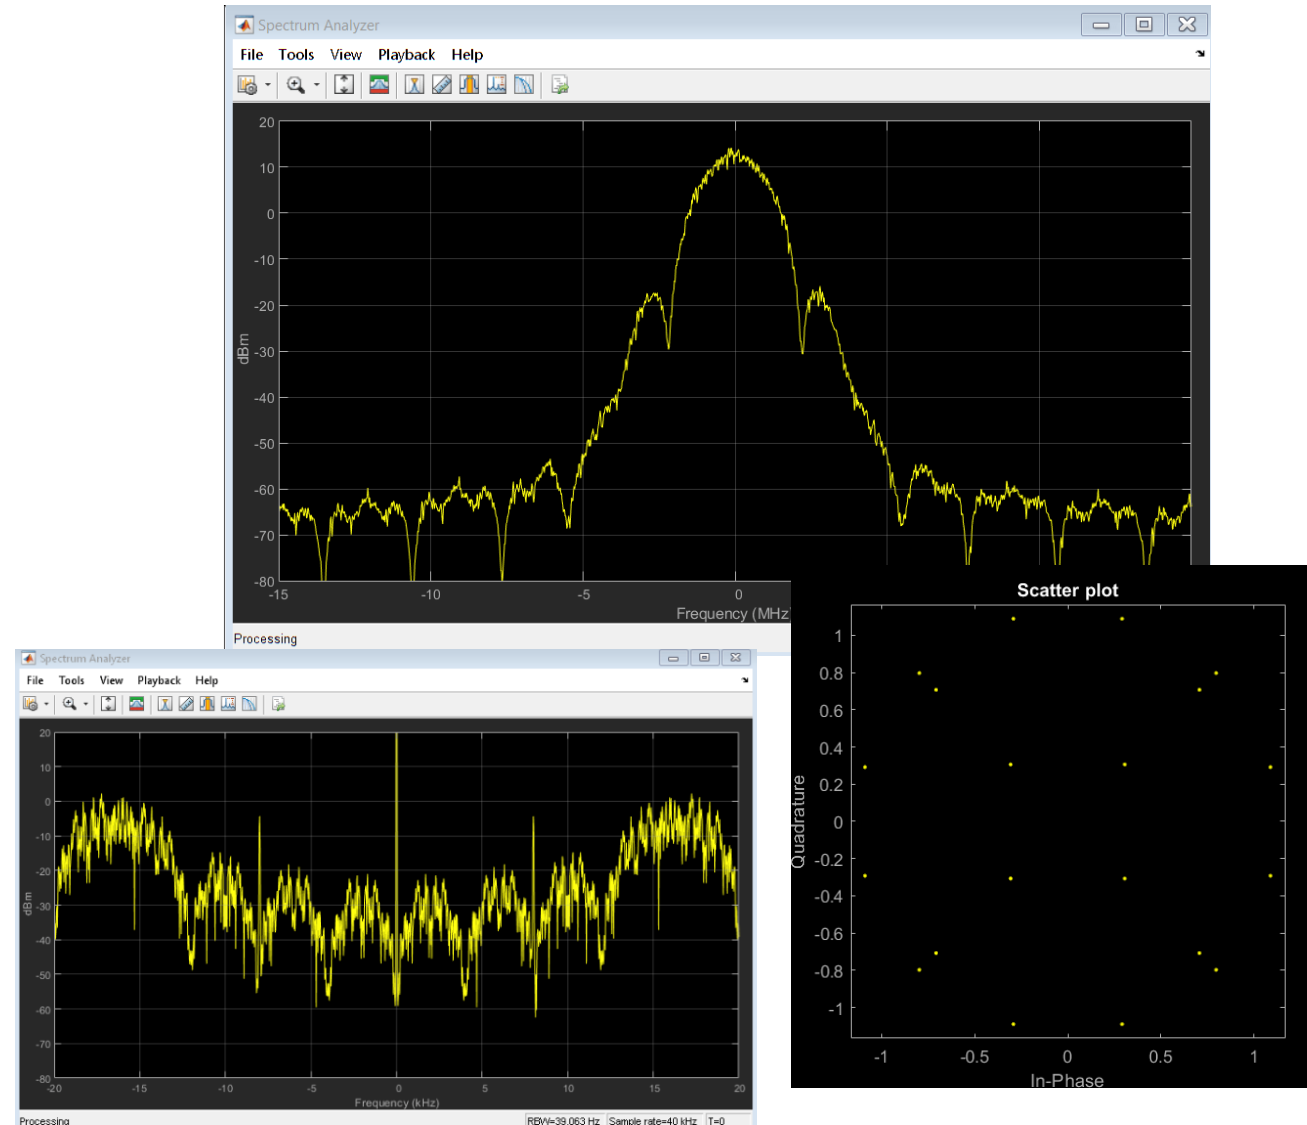 Spectrum Analyzer
File Tools View Playback Help
20
10
0
-10
-20
-30
-40
-50
-60
-70
-80
dBm
-15 -10 -5 0
Frequency (MHz)
Processing
Spectrum Analyzer
File Tools View Playback Help
20
10
0
-10
-20
-30
-40
-50
-60
-70
-80
dBm
-20 -15 -10 -5 0 5 10 15 20
Frequency (kHz)
Processing RBW=39.063 Hz Sample rate=40 kHz T=0
Scatter plot
1
0.8
0.6
0.4
0.2
0
-0.2
-0.4
-0.6
-0.8
-1
Quadrature
-1 -0.5 0 0.5 1
In-Phase